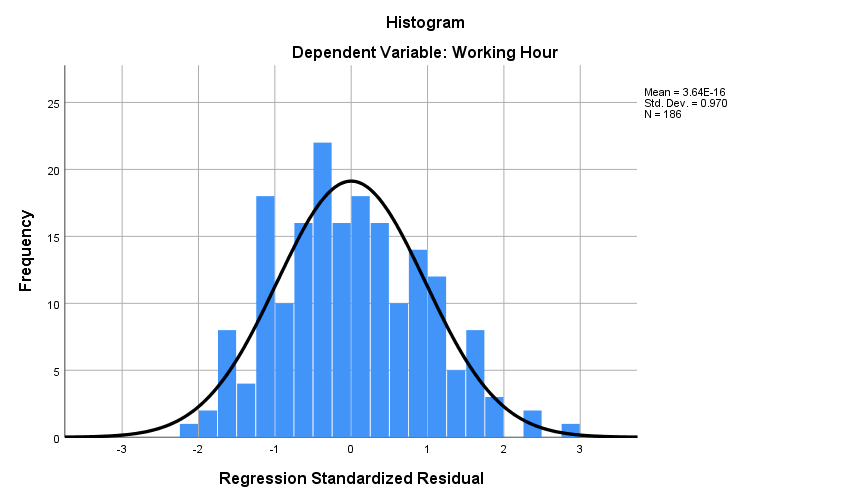 Histogram
Dependent Variable: Working Hour
Mean = 3.64E-16
Std. Dev. = 0.970
N = 186
Frequency
25
20
15
10
5
0
-3 -2 -1 0 1 2 3
Regression Standardized Residual